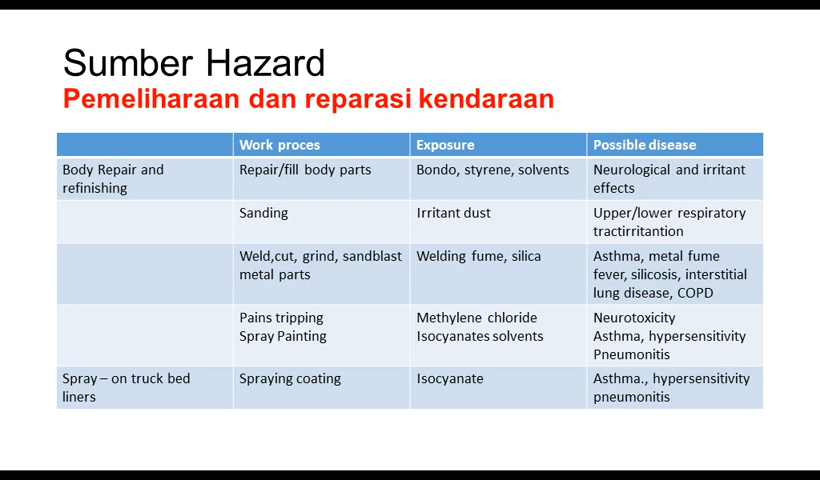 Sumber Hazard
Pemeliharaan dan reparasi kendaraan
Work proces
Exposure
Possible disease
Body Repair and
refinishing
Repair/fill body parts
Bondo, styrene, solvents
Neurological and irritant
effects
Sanding
Irritant dust
Upper/lower respiratory
tractirritantion
Weld,cut, grind, sandblast
metal parts
Welding fume, silica
Asthma, metal fume
fever, silicosis, interstitial
lung disease, COPD
Pains tripping
Spray Painting
Methylene chloride
Isocyanates solvents
Neurotoxicity
Asthma, hypersensitivity
Pneumonitis
Spray – on truck bed
liners
Spraying coating
Isocyanate
Asthma., hypersensitivity
pneumonitis